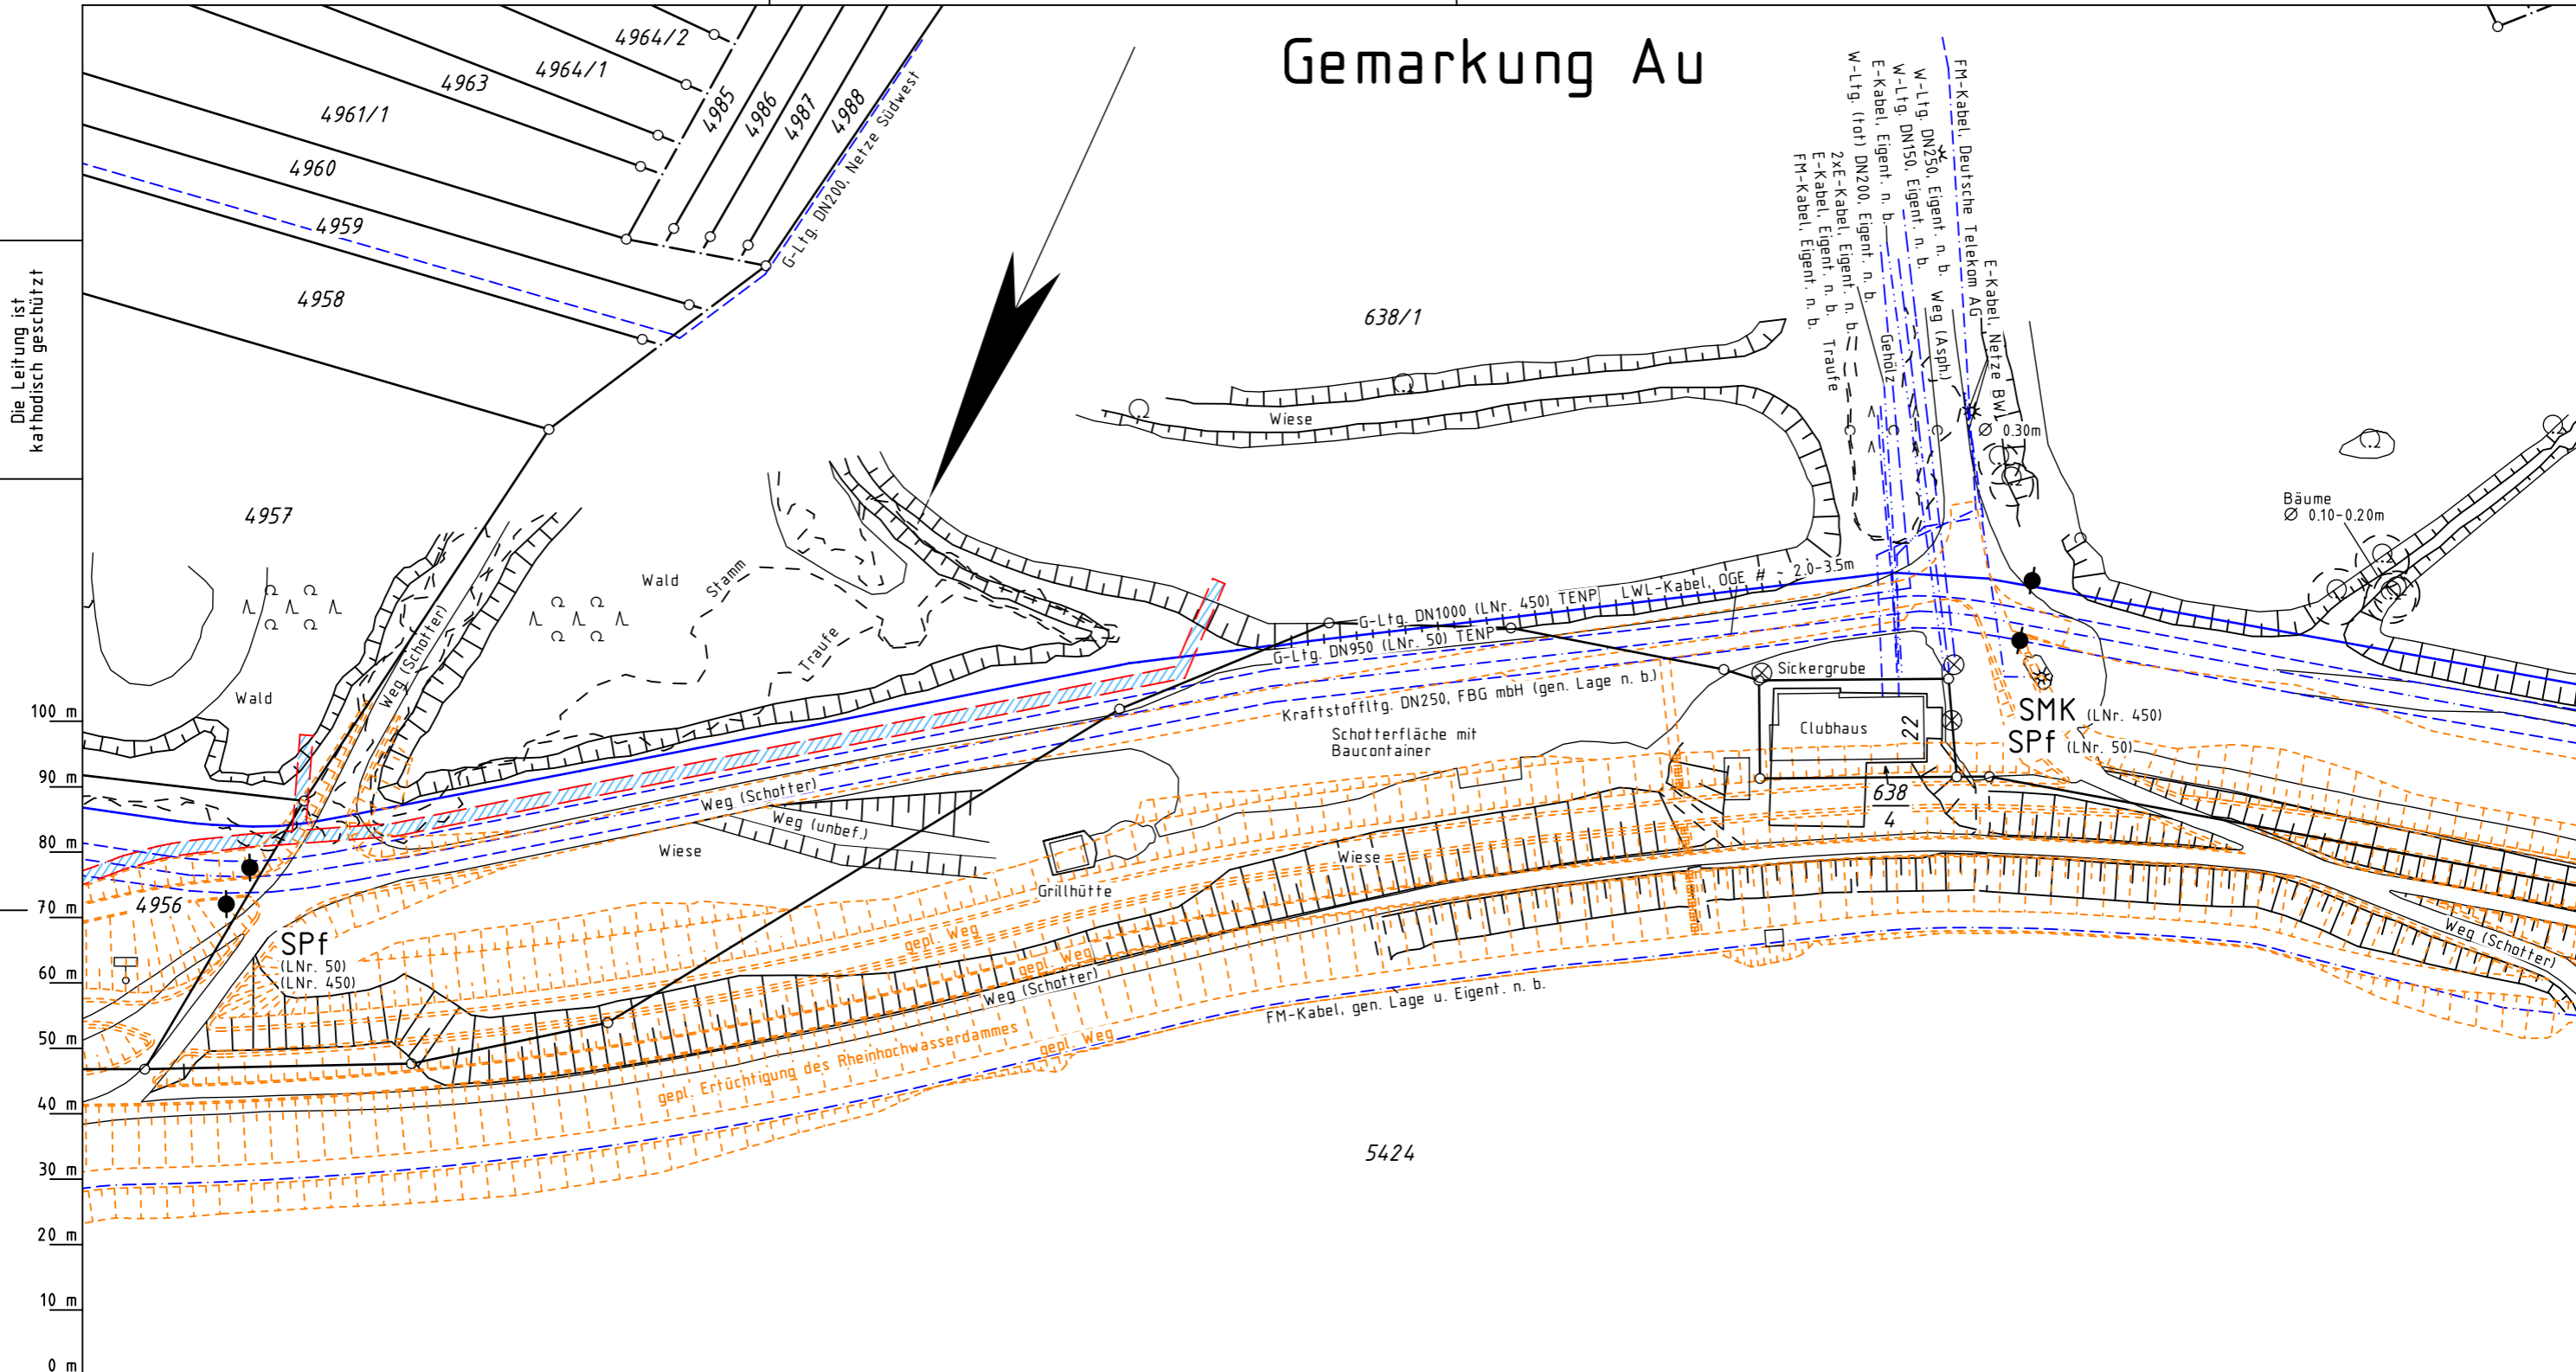 Gemarkung Au
4964/2
4964/1
4963
4961/1
4960
4959
4958
4957
4985
4986
4987
4988
G-Ltg. DN200, Netze Südwest
Die Leitung ist
kathodisch geschützt
638/1
W-Ltg. (tot) DN200, Eigent. n. b.
E-Kabel, Eigent. n. b.
W-Ltg. DN150, Eigent. n. b.
W-Ltg. DN250, Eigent. n. b.
FM-Kabel, Deutsche Telekom AG
2xE-Kabel, Eigent. n. b.
E-Kabel, Eigent. n. b.
FM-Kabel, Eigent. n. b.
E-Kabel, Netze BW
Traufe
Gehölz
Weg (Asph.)
Ø 0.30m
Wiese
Bäume
Ø 0.10-0.20m
Wald
Stamm
Traufe
Weg (Schotter)
Wald
G-Ltg. DN1000 (LNr. 450) TENP
LWL-Kabel, OGE # ~ 2.0-3.5m
G-Ltg. DN950 (LNr. 50) TENP
Kraftstoffltg. DN250, FBG mbH (gen. Lage n. b.)
Sickergrube
Schotterfläche mit
Baucontainer
Clubhaus
22
638
4
SMK (LNr. 450)
SPf (LNr. 50)
Weg (Schotter)
Weg (unbef.)
Wiese
Grillhütte
Wiese
4956
SPf
(LNr. 50)
(LNr. 450)
gepl. Weg
gepl. Weg
Weg (Schotter)
gepl. Ertüchtigung des Rheinhochwasserdammes
gepl. Weg
FM-Kabel, gen. Lage u. Eigent. n. b.
Weg (Schotter)
5424
100 m
90 m
80 m
70 m
60 m
50 m
40 m
30 m
20 m
10 m
0 m